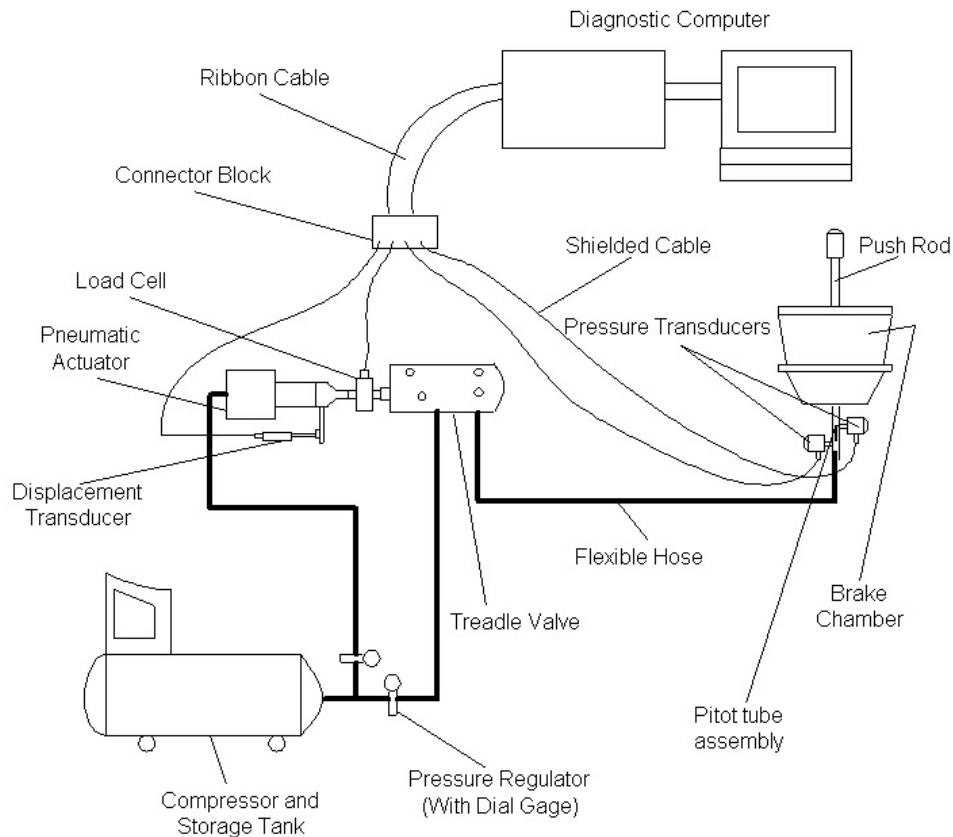 Diagnostic Computer
Ribbon Cable
Connector Block
Shielded Cable
Push Rod
Load Cell
Pressure Transducers
Pneumatic
Actuator
Displacement
Transducer
Flexible Hose
Treadle Valve
Brake
Chamber
Pitot tube
assembly
Pressure Regulator
(With Dial Gage)
Compressor and
Storage Tank